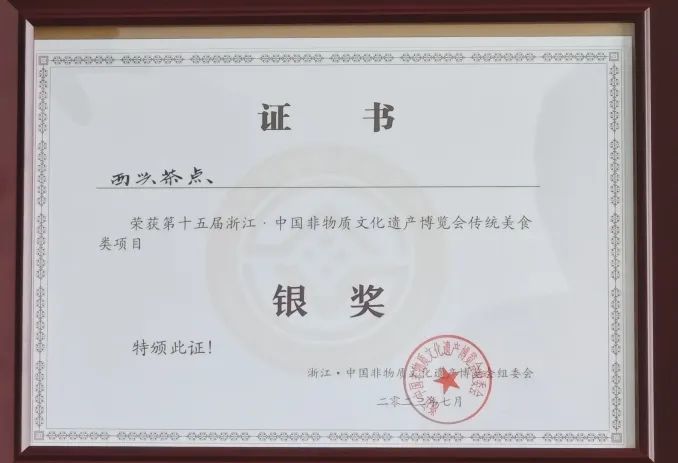 证 书
西兴茶点
荣获第十五届浙江·中国非物质文化遗产博览会传统美食
类项目
银 奖
特颁此证!
浙江·中国非物质文化遗产博览会组委会
二〇二三年七月